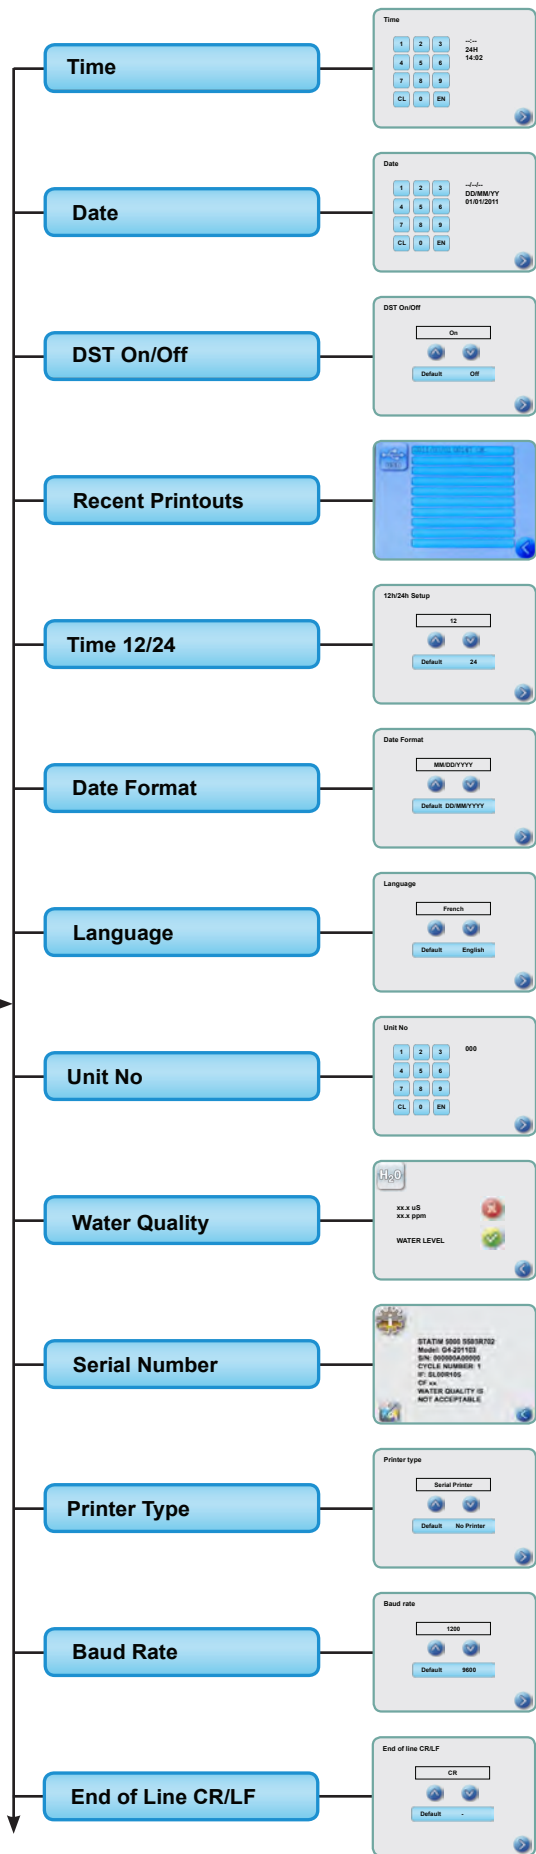 Time
Time
1 2 3 --:--
24H
4 5 6 14:02
7 8 9
CL 0 EN
Date
Date
1 2 3 --/--/--
DD/MM/YY
4 5 6 01/01/2011
7 8 9
CL 0 EN
DST On/Off
DST On/Off
On
Default Off
Recent Printouts
Time 12/24
12h/24h Setup
12
Default 24
Date Format
Date Format
MM/DD/YYYY
Default DD/MM/YYYY
Language
Language
French
Default English
Unit No
Unit No
1 2 3 000
4 5 6
7 8 9
CL 0 EN
Water Quality
H2O
xx.x uS
xx.x ppm
WATER LEVEL
Serial Number
STATIM 5000 S505R702
Model: G4-201103
S/N: 000000A00000
CYCLE NUMBER: 1
IF: SL00R105
CF xx
WATER QUALITY IS
NOT ACCEPTABLE
Printer Type
Printer type
Serial Printer
Default No Printer
Baud Rate
Baud rate
1200
Default 9600
End of Line CR/LF
End of line CR/LF
CR
Default -